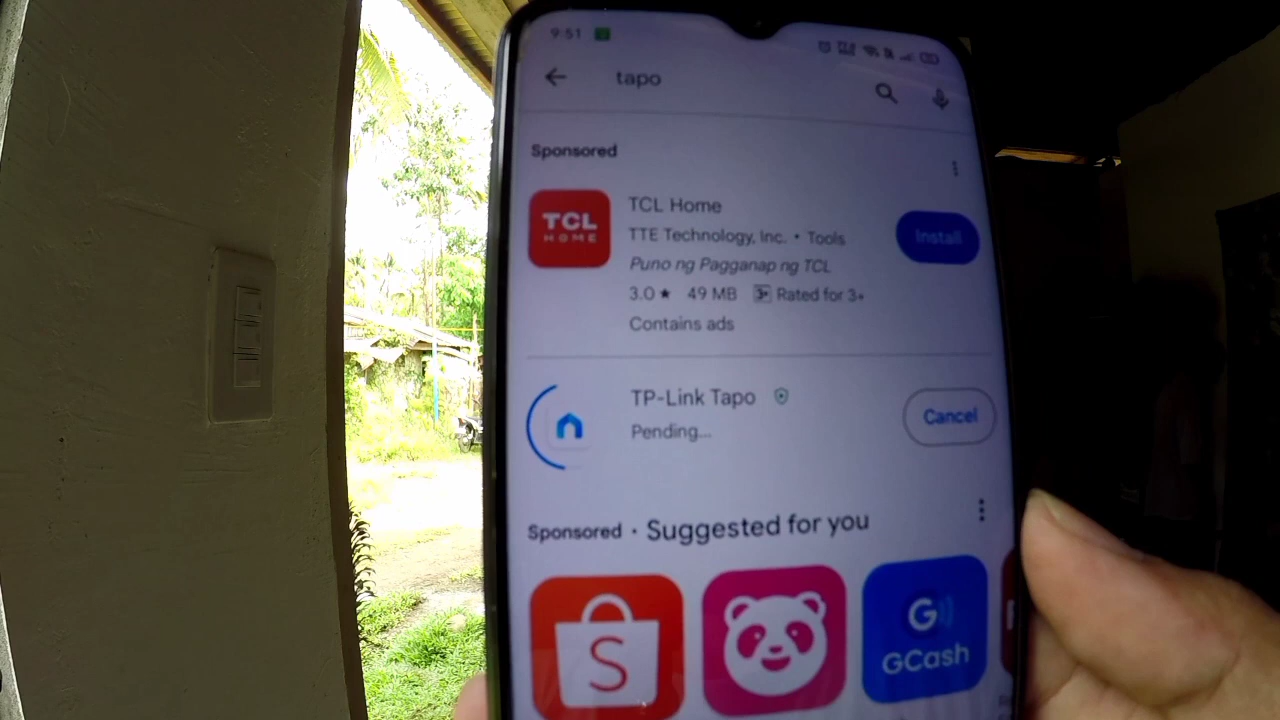 9:51
tapo
Sponsored
TCL
HOME
TCL Home
TTE Technology, Inc. • Tools
Install
Puno ng Pagganap ng TCL
3.0★ 49 MB 3+ Rated for 3+
Contains ads
TP-Link Tapo
Pending...
Cancel
Sponsored · Suggested for you
S
G
GCash